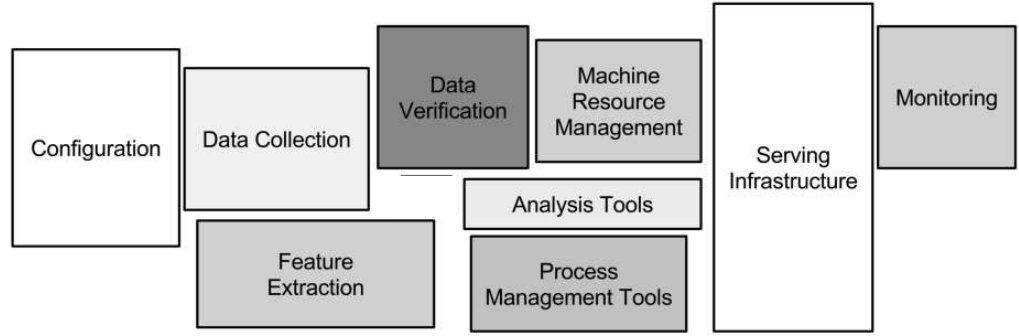 Configuration
Data Collection
Feature
Extraction
Data
Verification
Machine
Resource
Management
Analysis Tools
Process
Management Tools
Serving
Infrastructure
Monitoring